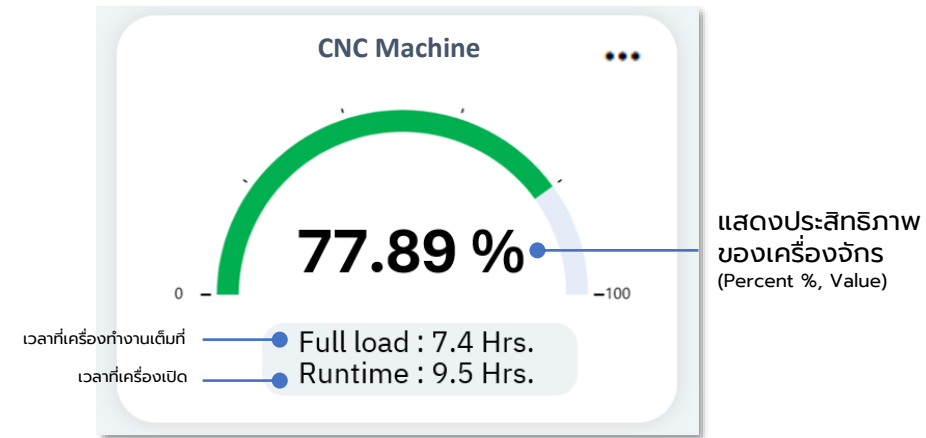 CNC Machine
77.89 %
แสดงประสิทธิภาพ
ของเครื่องจักร
(Percent %, Value)
0
100
เวลาที่เครื่องทำงานเต็มที่
Full load : 7.4 Hrs.
เวลาที่เครื่องเปิด
Runtime : 9.5 Hrs.